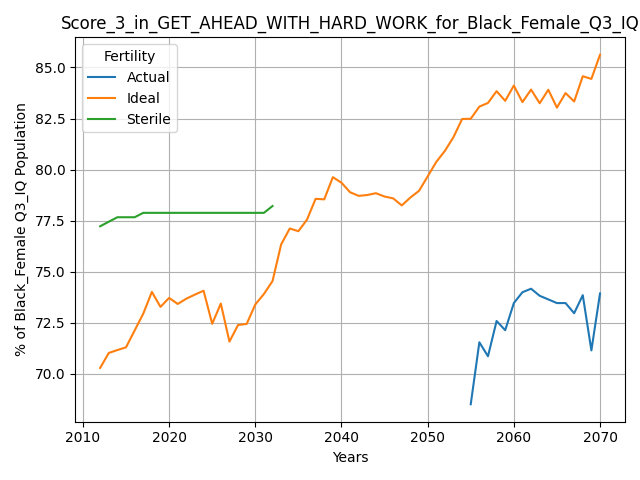 Score_3_in_GET_AHEAD_WITH_HARD_WORK_for_Black_Female_Q3_IQ
Fertility
Actual
Ideal
Sterile
85.0
82.5
80.0
77.5
75.0
72.5
70.0
% of Black_Female Q3_IQ Population
2010 2020 2030 2040 2050 2060 2070
Years